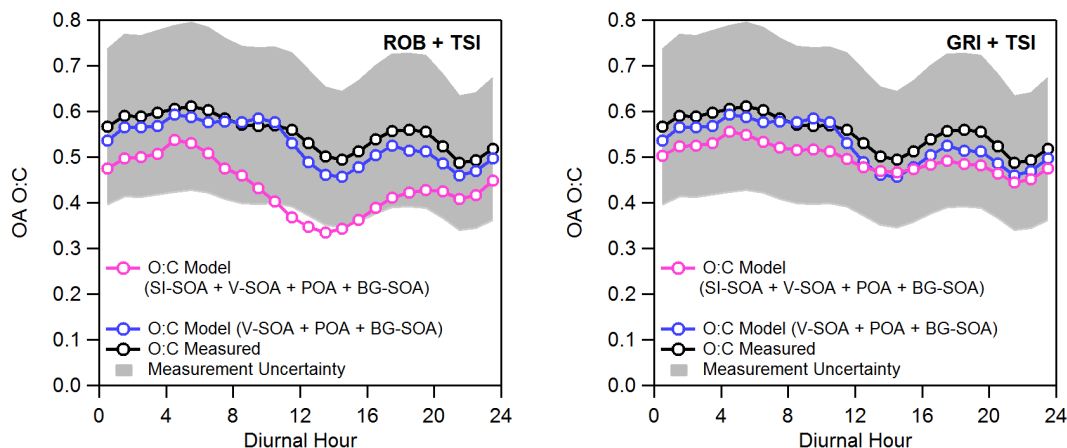 0.8
0.7
0.6
0.5
0.4
0.3
0.2
0.1
0.0
OA O:C
ROB + TSI
O:C Model
(SI-SOA + V-SOA + POA + BG-SOA)
O:C Model (V-SOA + POA + BG-SOA)
O:C Measured
Measurement Uncertainty
0 4 8 12 16 20 24
Diurnal Hour
0.8
0.7
0.6
0.5
0.4
0.3
0.2
0.1
0.0
OA O:C
GRI + TSI
O:C Model
(SI-SOA + V-SOA + POA + BG-SOA)
O:C Model (V-SOA + POA + BG-SOA)
O:C Measured
Measurement Uncertainty
0 4 8 12 16 20 24
Diurnal Hour